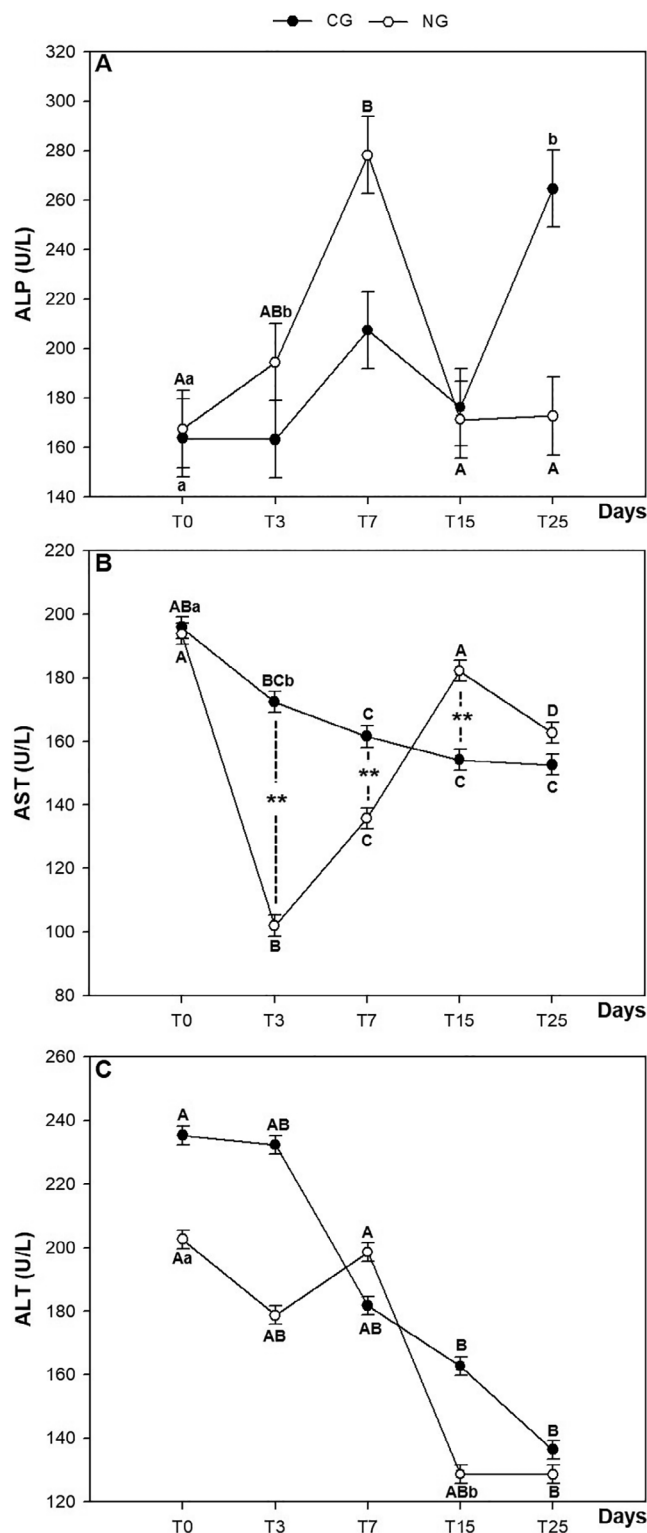 CG NG
A
320
300
280
260
240
220
200
180
160
140
ALP (U/L)
B
b
ABb
Aa
a
A
A
T0 T3 T7 T15 T25 Days
B
220
200
180
160
140
120
100
80
AST (U/L)
ABa
A
BCb
C
A
D
**
**
**
C
C
C
B
T0 T3 T7 T15 T25 Days
C
260
240
220
200
180
160
140
120
ALT (U/L)
A
AB
Aa
A
AB
AB
B
B
ABb
B
T0 T3 T7 T15 T25 Days